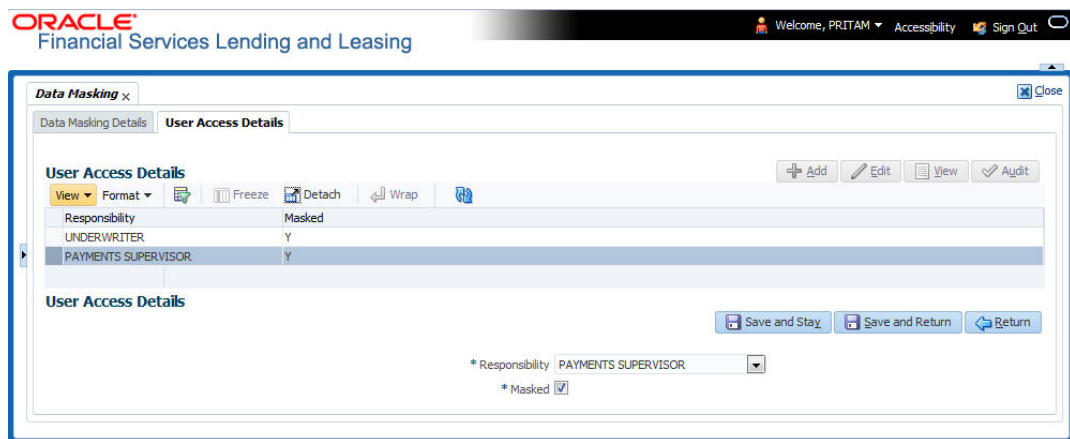 ORACLE
Financial Services Lending and Leasing
Welcome, PRITAM Accessibility Sign Out
Data Masking x Close
Data Masking Details User Access Details
User Access Details Add Edit View Audit
View Format Freeze Detach Wrap
Responsibility Masked
UNDERWRITER Y
PAYMENTS SUPERVISOR Y
User Access Details
Save and Stay Save and Return Return
* Responsibility PAYMENTS SUPERVISOR
* Masked